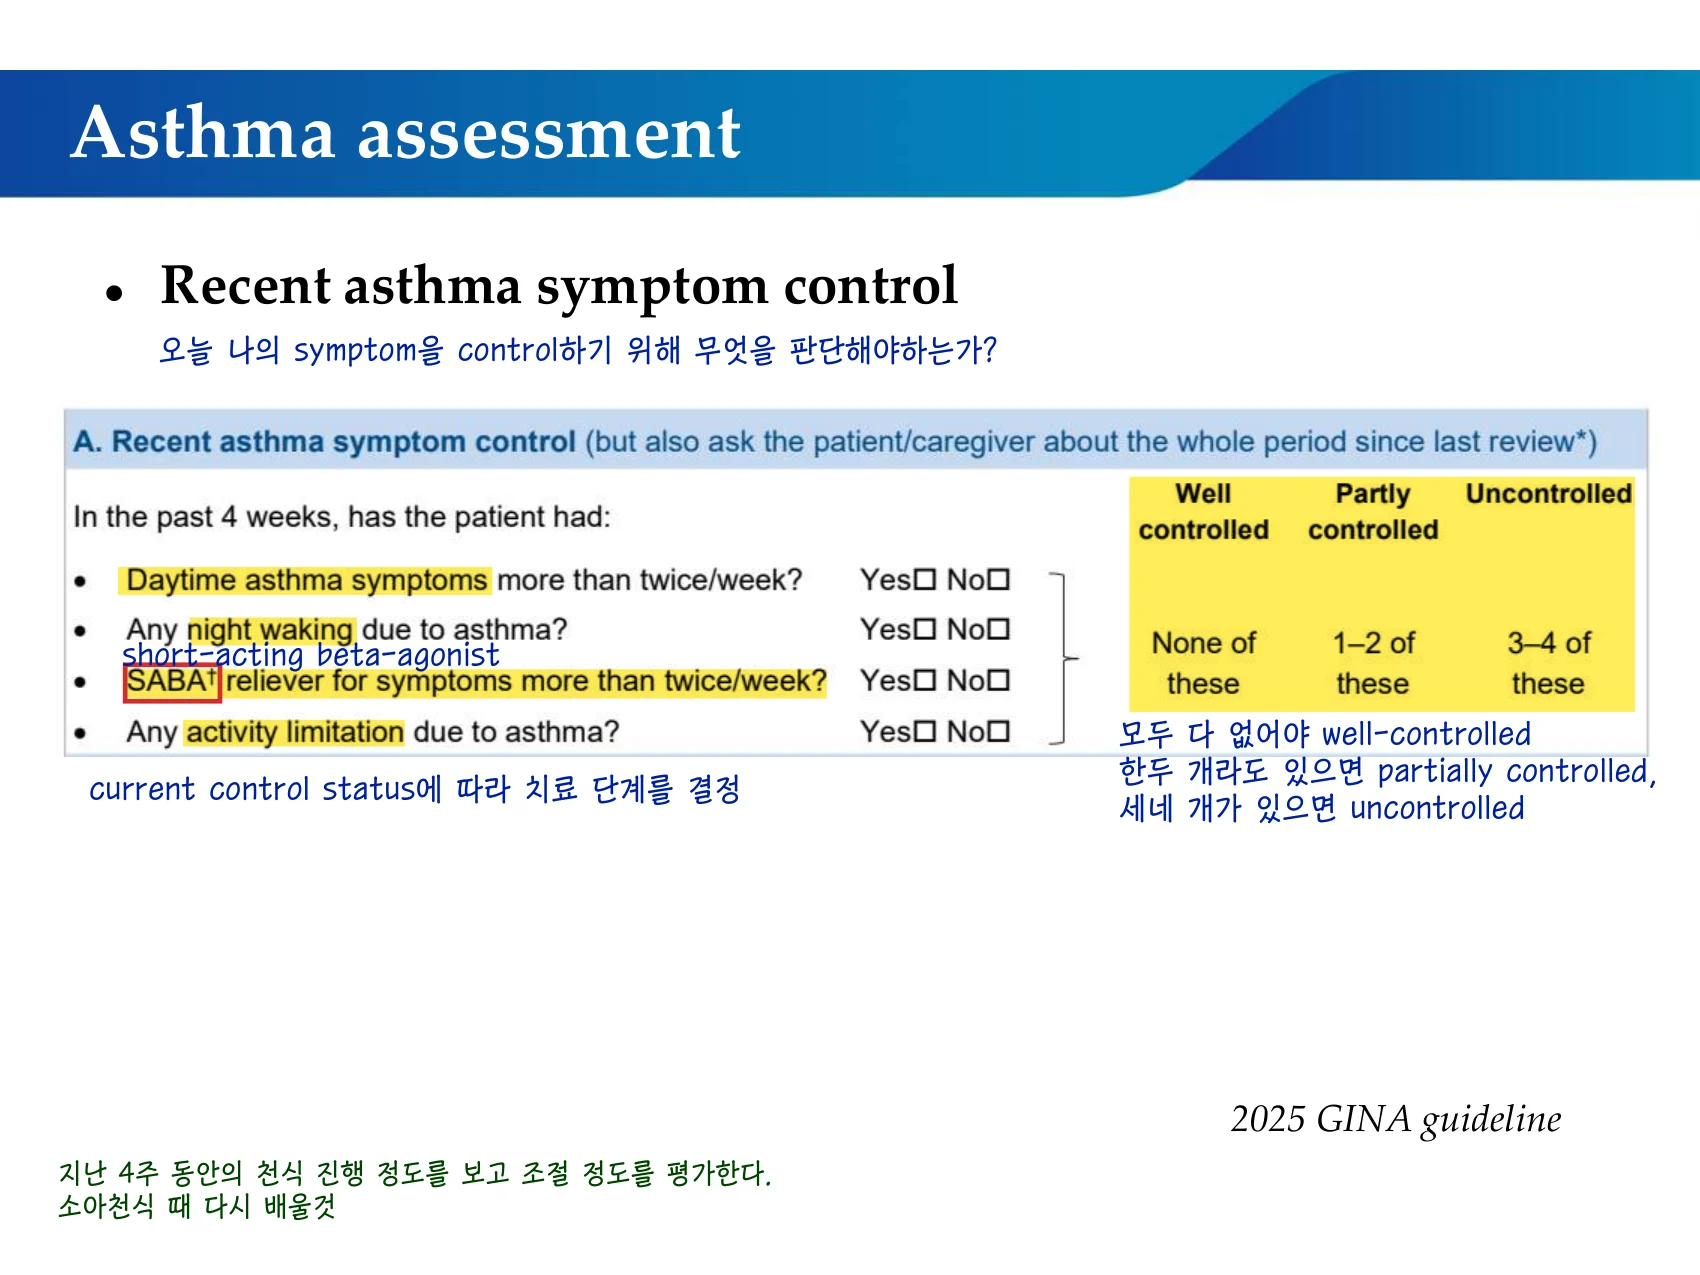 Asthma assessment
• Recent asthma symptom control
오늘 나의 symptom을 control하기 위해 무엇을 판단해야하는가?
A. Recent asthma symptom control (but also ask the patient/caregiver about the whole period since last review*)
In the past 4 weeks, has the patient had:
Well controlled
Partly controlled
Uncontrolled
• Daytime asthma symptoms more than twice/week? Yes☐ No☐
• Any night waking due to asthma? Yes☐ No☐
short-acting beta-agonist
• SABA† reliever for symptoms more than twice/week? Yes☐ No☐
• Any activity limitation due to asthma? Yes☐ No☐
None of these
1–2 of these
3–4 of these
모두 다 없어야 well-controlled
한두 개라도 있으면 partially controlled,
세네 개가 있으면 uncontrolled
current control status에 따라 치료 단계를 결정
2025 GINA guideline
지난 4주 동안의 천식 진행 정도를 보고 조절 정도를 평가한다.
소아천식 때 다시 배울것